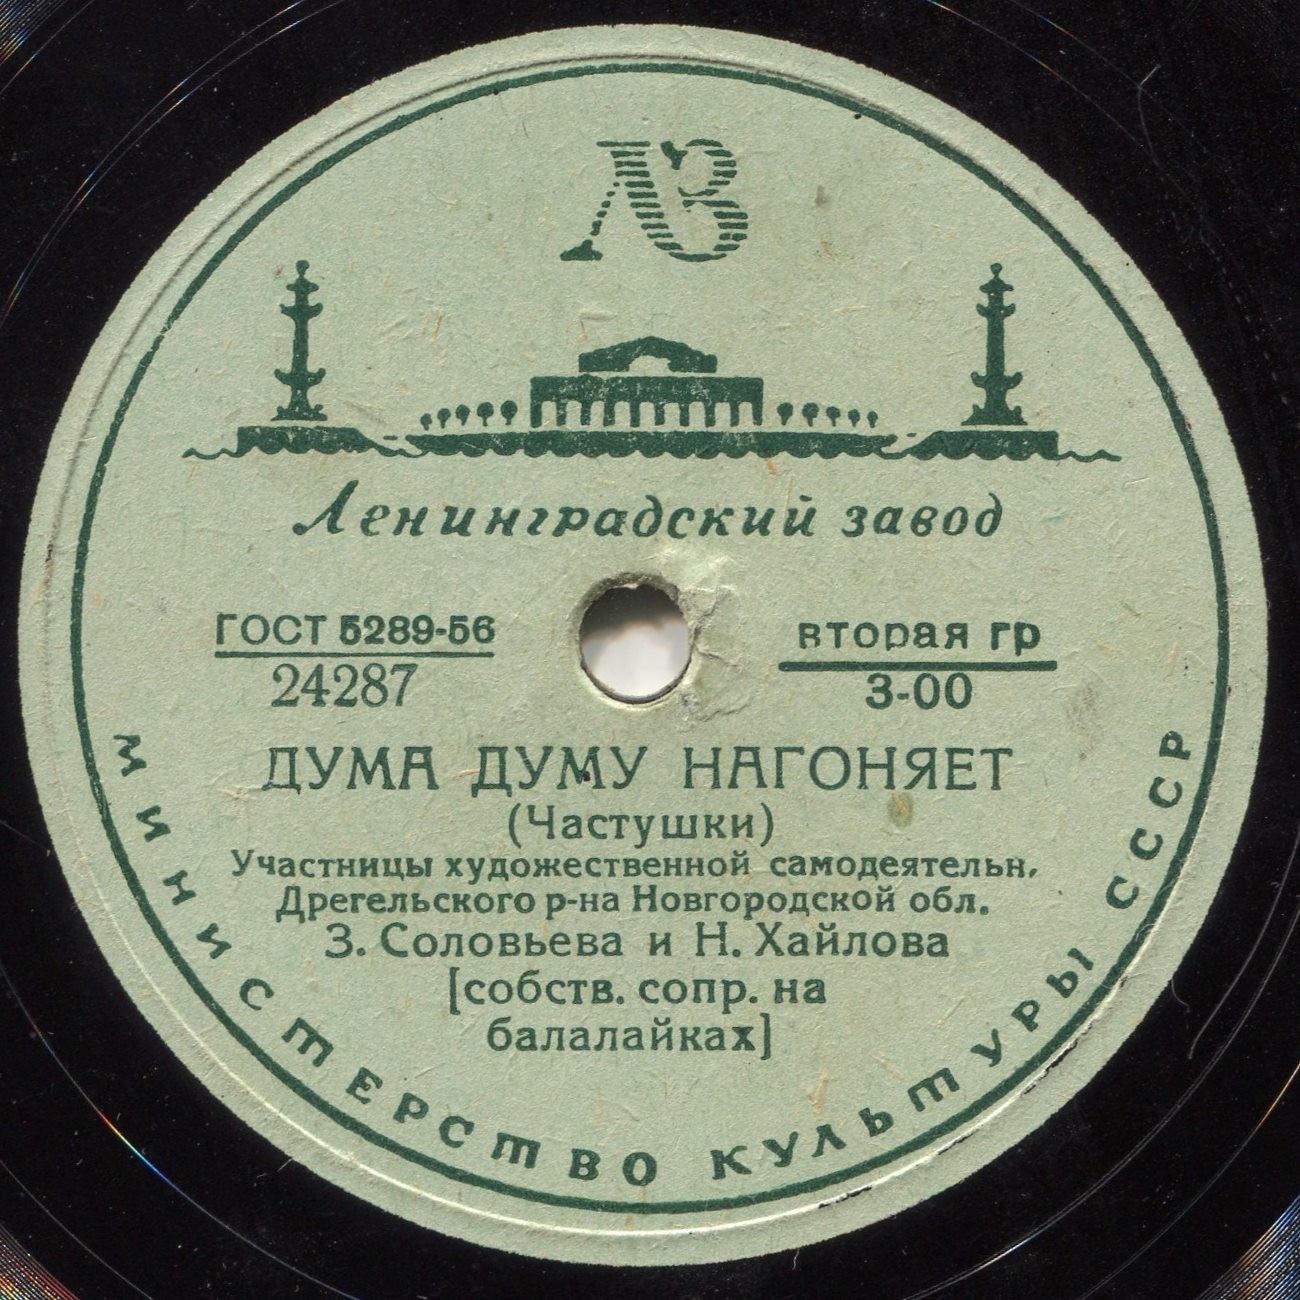 ЛЗ
Ленинградский завод
ГОСТ 5289-56
24287
вторая гр
3-00
ДУМА ДУМУ НАГОНЯЕТ
(Частушки)
Участницы художественной самодеятельн.
Дрегельского р-на Новгородской обл.
З. Соловьева и Н. Хайлова
[собств. сопр. на
балалайках]
МИНИСТЕРСТВО КУЛЬТУРЫ СССР